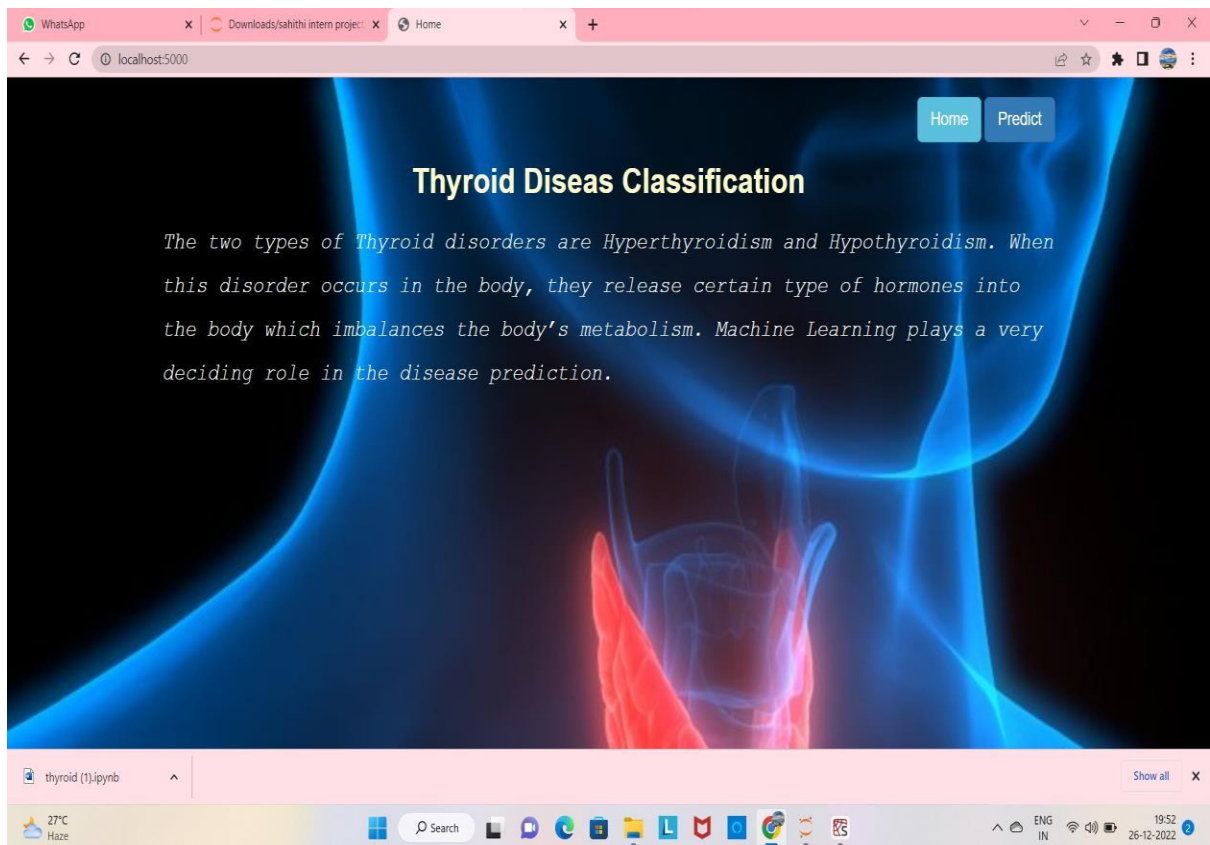 WhatsApp
Downloads/sahithi intern project
Home
localhost:5000
Home
Predict
Thyroid Diseas Classification
The two types of Thyroid disorders are Hyperthyroidism and Hypothyroidism. When
this disorder occurs in the body, they release certain type of hormones into
the body which imbalances the body's metabolism. Machine Learning plays a very
deciding role in the disease prediction.
thyroid (1).ipynb
Show all
27°C
Haze
Search
ENG
IN
19:52
26-12-2022
2